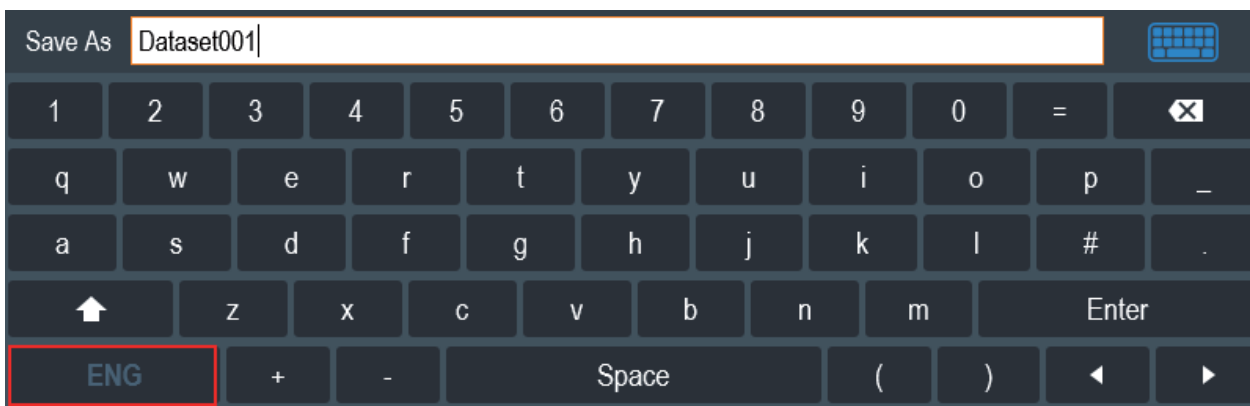 Save As Dataset001
1 2 3 4 5 6 7 8 9 0 =
q w e r t y u i o p _
a s d f g h j k l # .
z x c v b n m Enter
ENG + - Space ( )